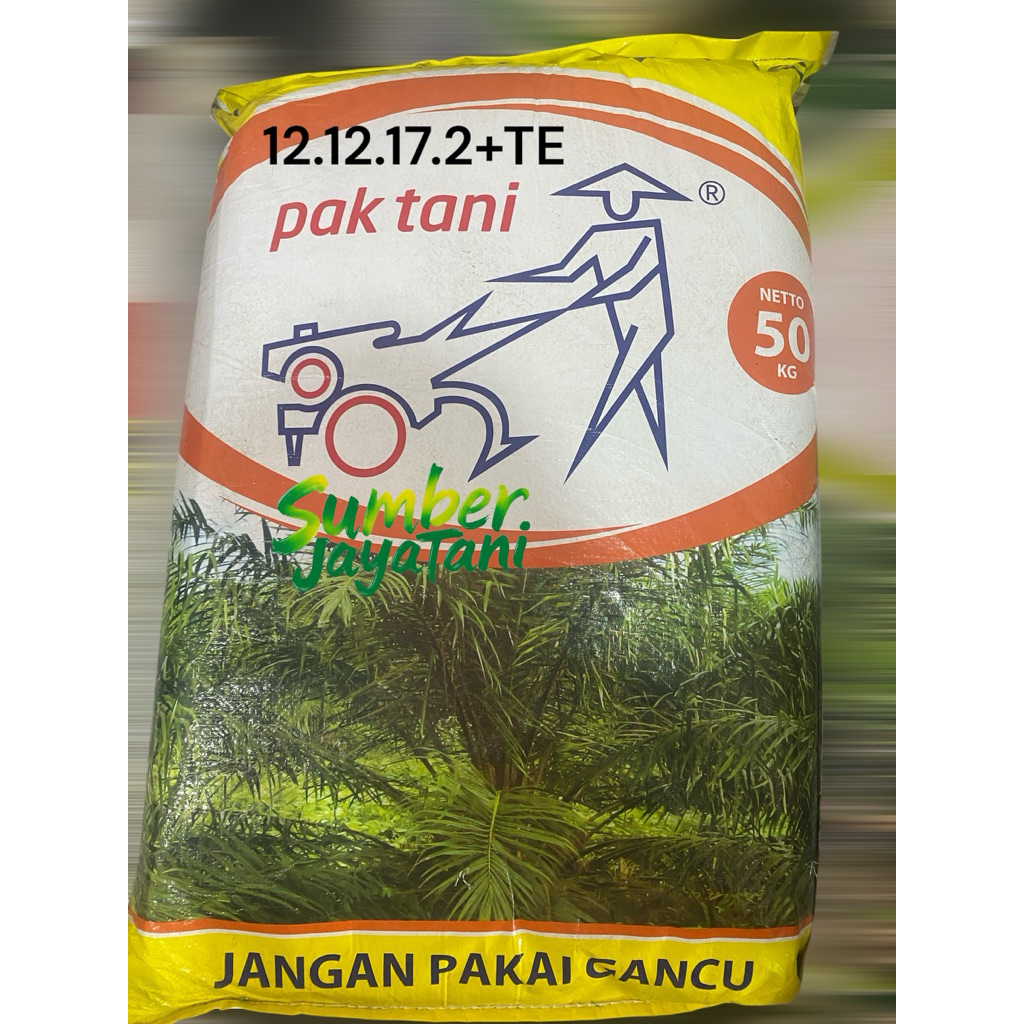 12.12.17.2+TE
pak tani ®
NETTO
50
KG
Sumber
JayaTani
JANGAN PAKAI GANCU